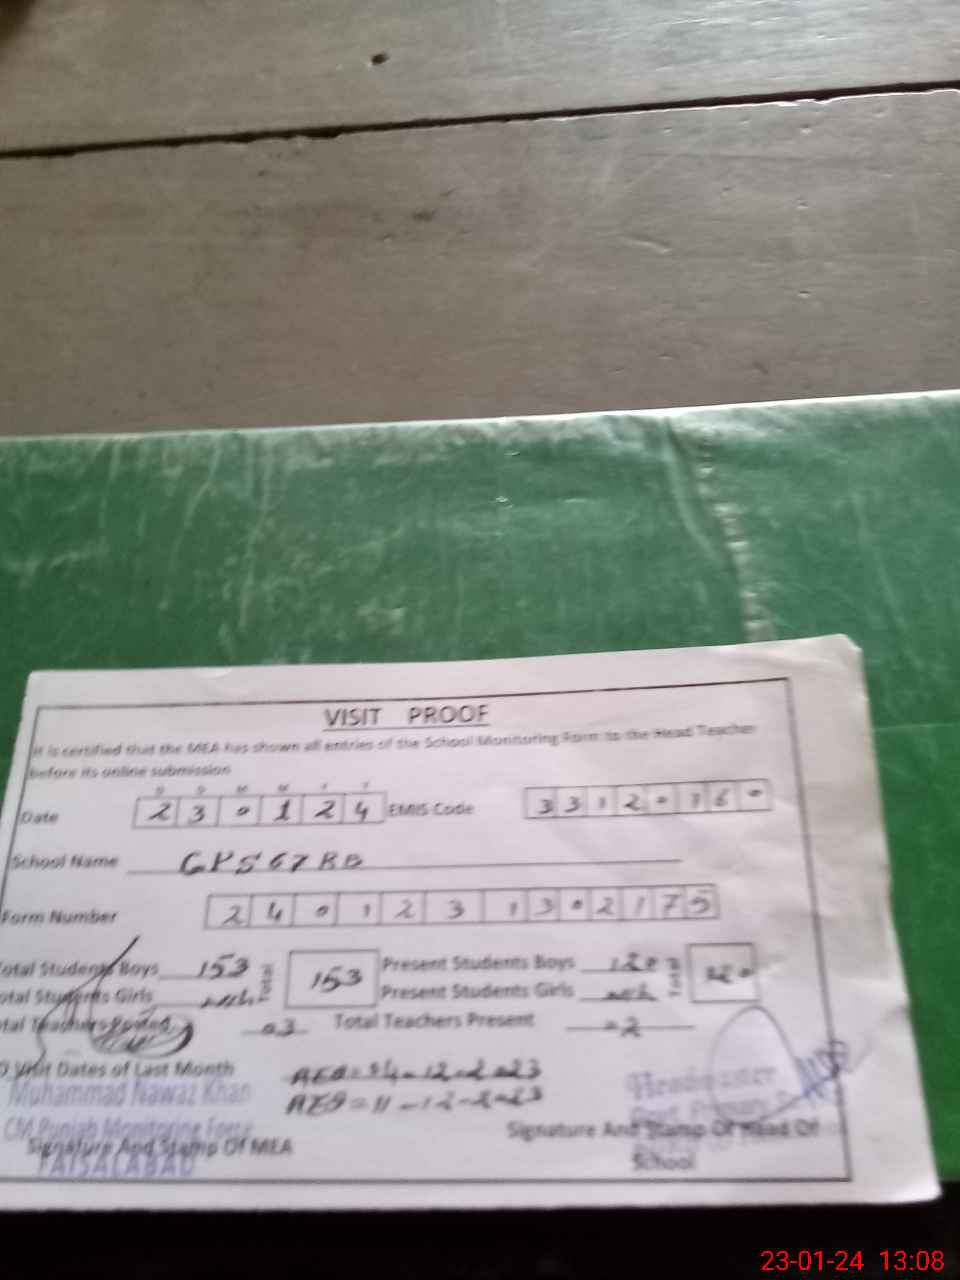 VISIT PROOF
It is certified that the MEA has shown all entries of the School Monitoring Form to the Head Teacher
before its online submission
D D M M Y Y
Date 2 3 0 1 2 4 EMIS Code 3 3 1 2 0 1 6 0
School Name GPS 67 RB
Form Number 2 4 0 1 2 3 1 3 0 2 1 7 5
Total Students Boys 153 Total 153 Present Students Boys 120 Total 120
Total Students Girls Present Students Girls
Total Teachers Posted 03 Total Teachers Present 02
Visit Dates of Last Month AEO = 04-12-2023
AEO = 11-12-2023
Muhammad Nawaz Khan
CM Punjab Monitoring Force
FAISALABAD
Signature And Stamp Of MEA
Headmaster
Govt. Primary
Signature And Stamp Of Head Of
School
23-01-24 13:08